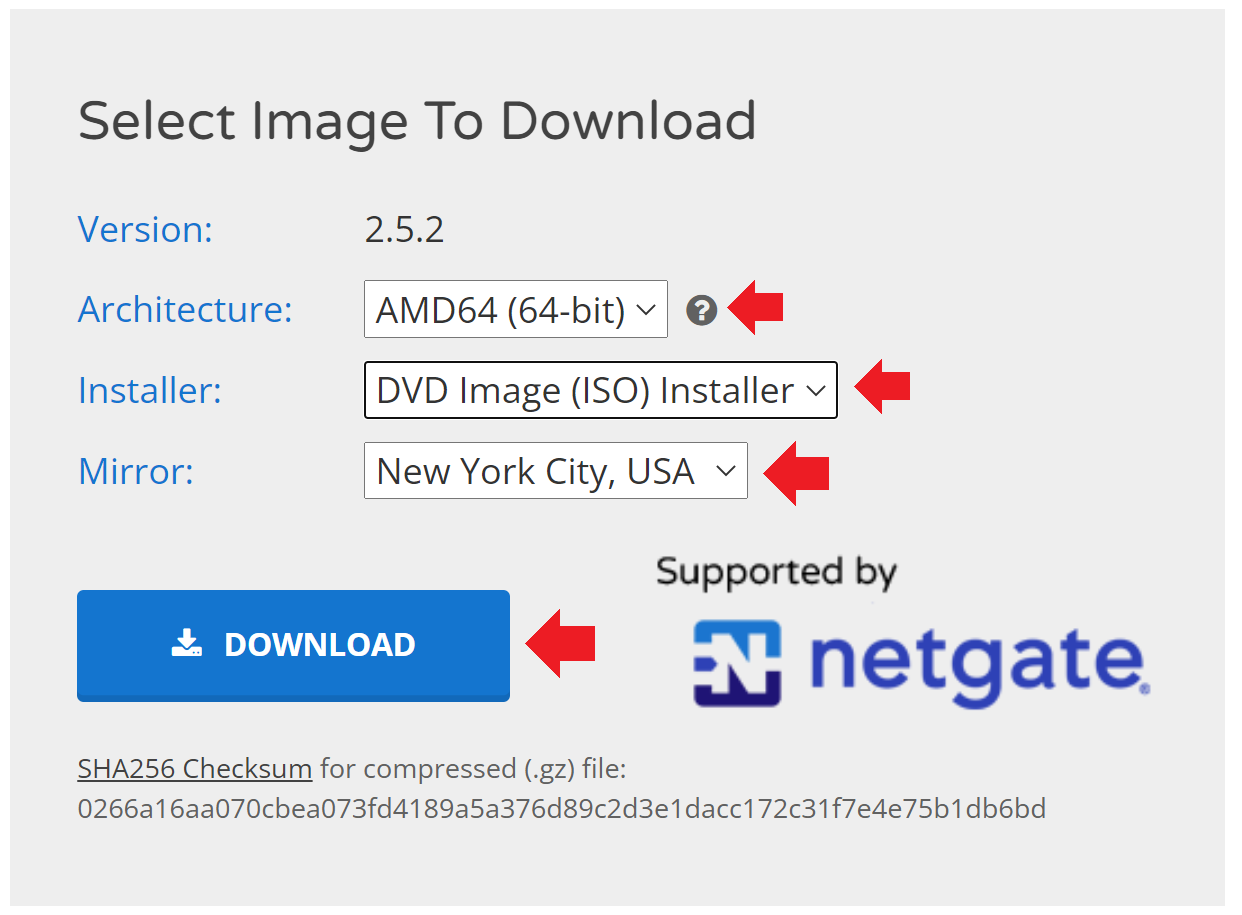 Select Image To Download
Version: 2.5.2
Architecture: AMD64 (64-bit) ?
Installer: DVD Image (ISO) Installer
Mirror: New York City, USA
Supported by
DOWNLOAD
netgate®
SHA256 Checksum for compressed (.gz) file:
0266a16aa070cbea073fd4189a5a376d89c2d3e1dacc172c31f7e4e75b1db6bd